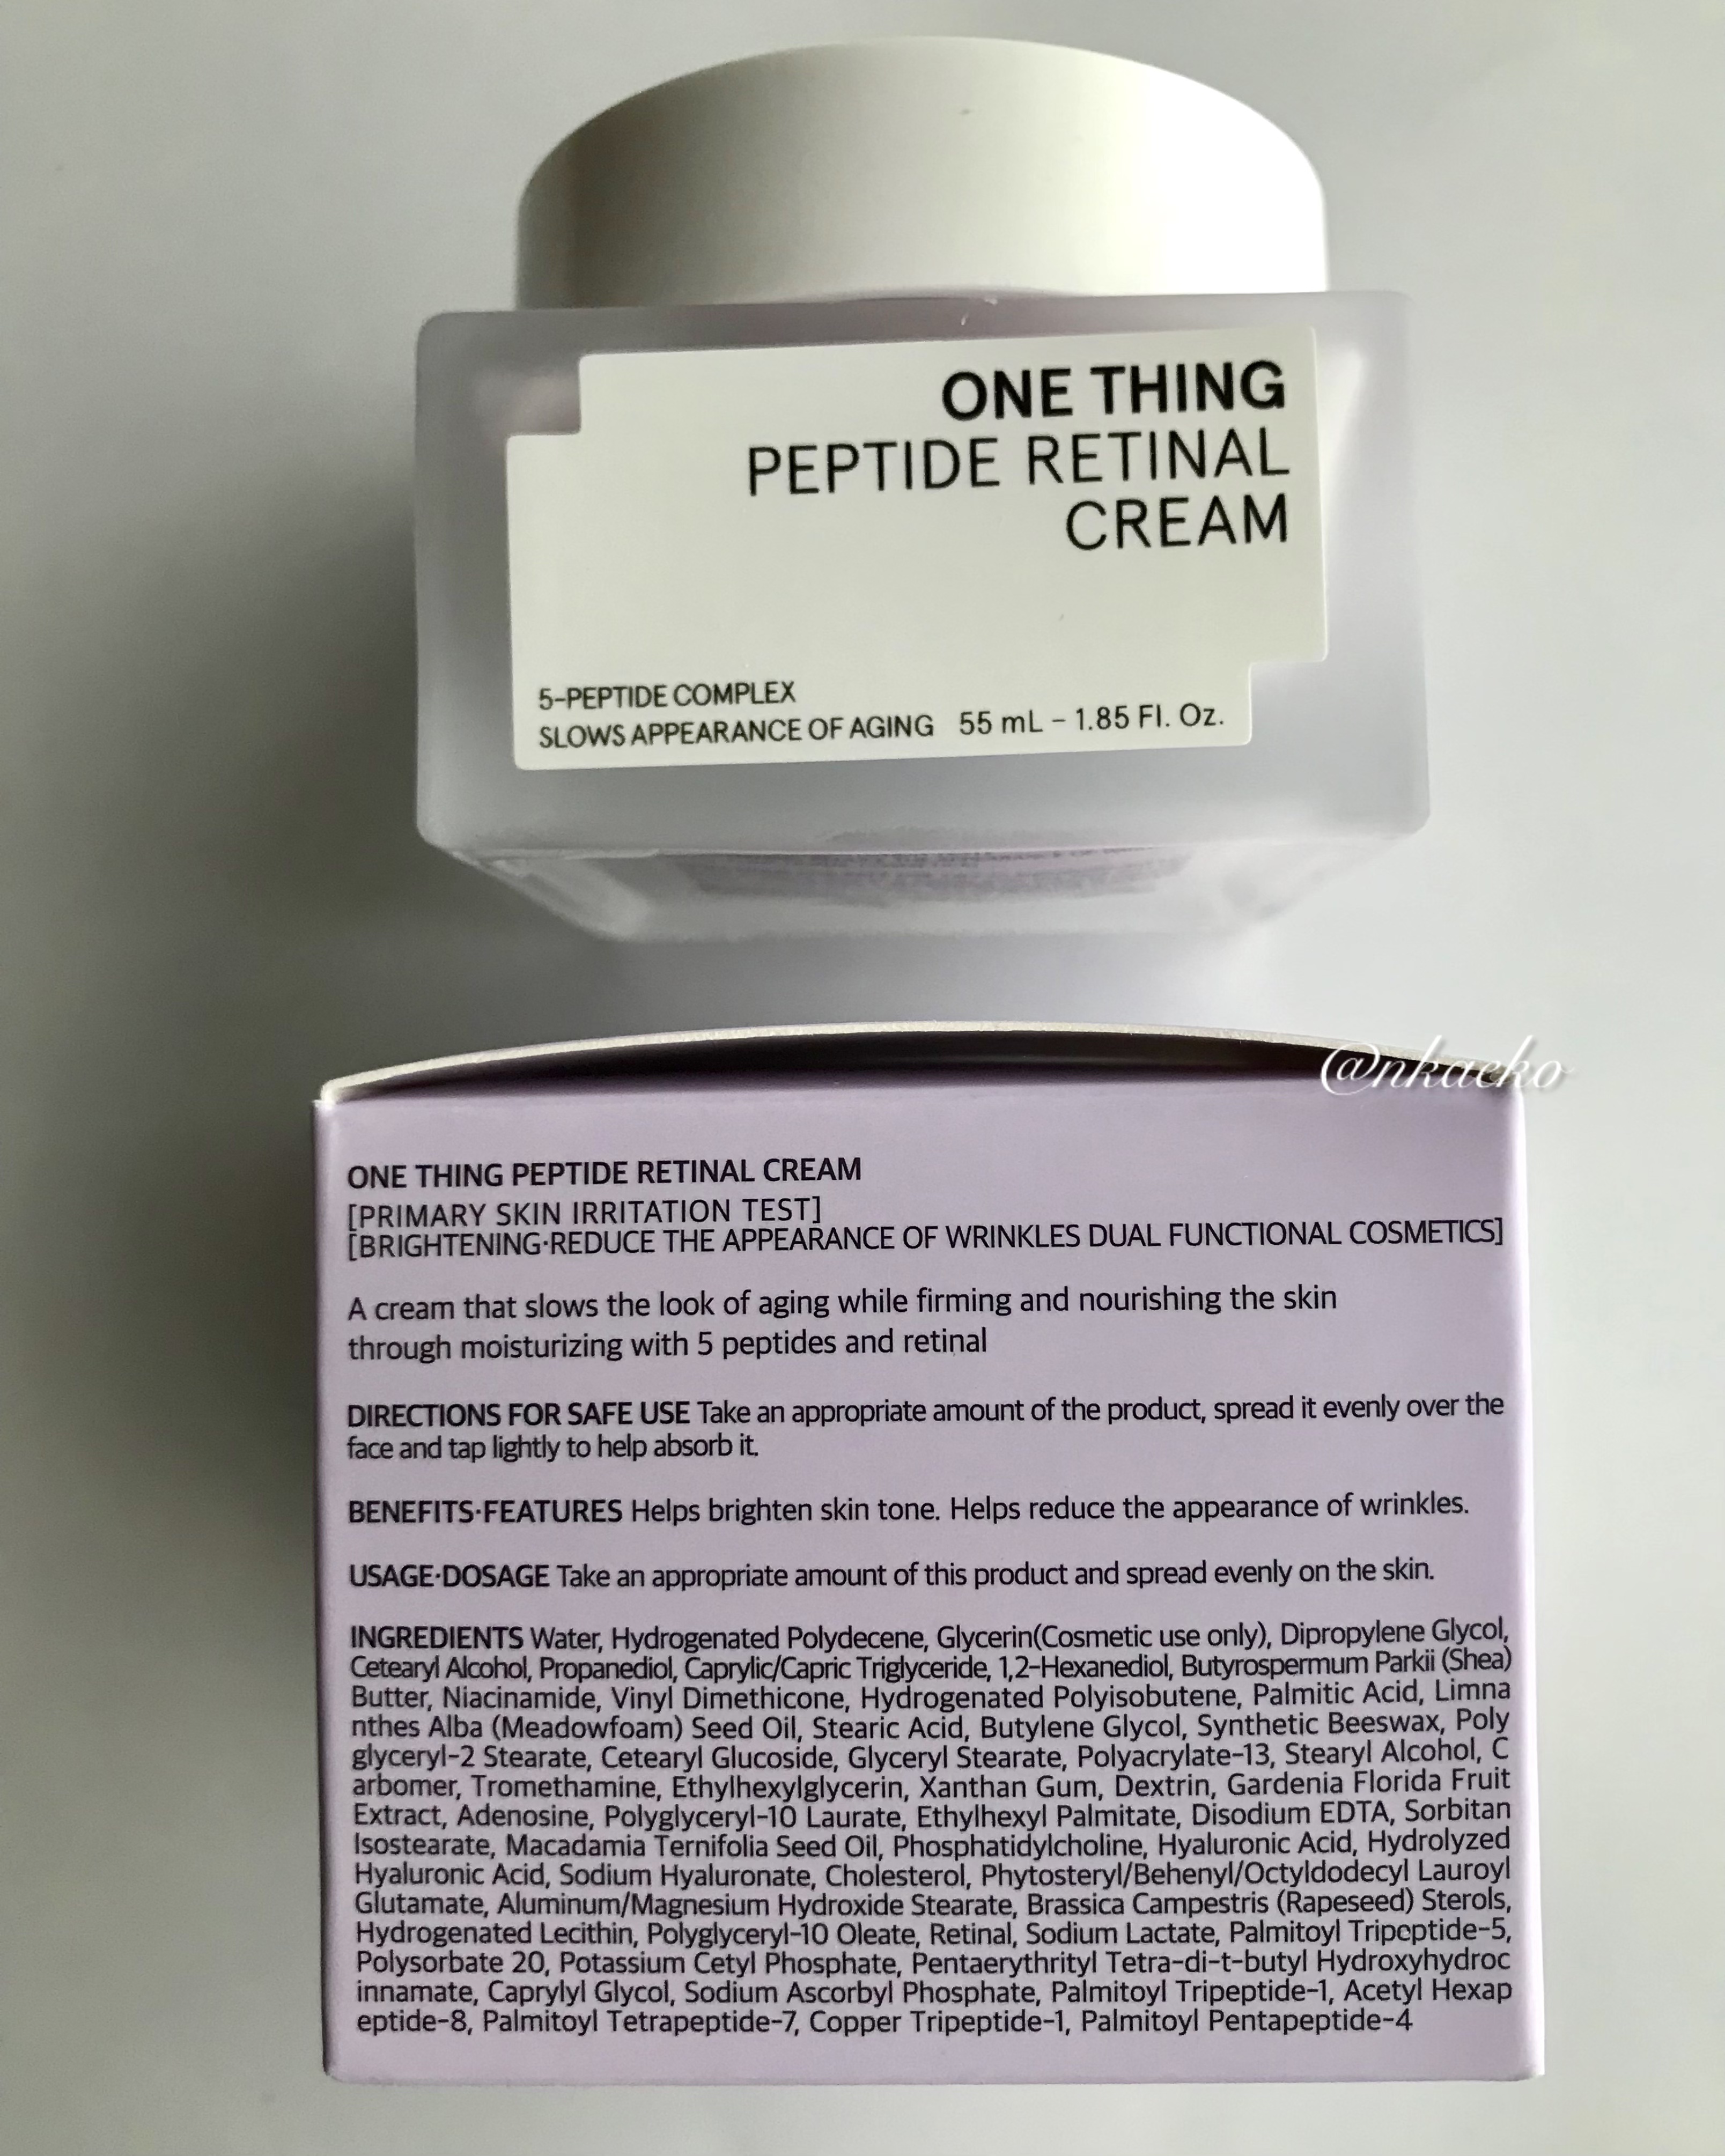 ONE THING
PEPTIDE RETINAL
CREAM
5-PEPTIDE COMPLEX
SLOWS APPEARANCE OF AGING 55 mL - 1.85 Fl. Oz.
@nkaeko
ONE THING PEPTIDE RETINAL CREAM
[PRIMARY SKIN IRRITATION TEST]
[BRIGHTENING·REDUCE THE APPEARANCE OF WRINKLES DUAL FUNCTIONAL COSMETICS]
A cream that slows the look of aging while firming and nourishing the skin
through moisturizing with 5 peptides and retinal
DIRECTIONS FOR SAFE USE Take an appropriate amount of the product, spread it evenly over the
face and tap lightly to help absorb it.
BENEFITS·FEATURES Helps brighten skin tone. Helps reduce the appearance of wrinkles.
USAGE·DOSAGE Take an appropriate amount of this product and spread evenly on the skin.
INGREDIENTS Water, Hydrogenated Polydecene, Glycerin(Cosmetic use only), Dipropylene Glycol,
Cetearyl Alcohol, Propanediol, Caprylic/Capric Triglyceride, 1,2-Hexanediol, Butyrospermum Parkii (Shea)
Butter, Niacinamide, Vinyl Dimethicone, Hydrogenated Polyisobutene, Palmitic Acid, Limna
nthes Alba (Meadowfoam) Seed Oil, Stearic Acid, Butylene Glycol, Synthetic Beeswax, Poly
glyceryl-2 Stearate, Cetearyl Glucoside, Glyceryl Stearate, Polyacrylate-13, Stearyl Alcohol, C
arbomer, Tromethamine, Ethylhexylglycerin, Xanthan Gum, Dextrin, Gardenia Florida Fruit
Extract, Adenosine, Polyglyceryl-10 Laurate, Ethylhexyl Palmitate, Disodium EDTA, Sorbitan
Isostearate, Macadamia Ternifolia Seed Oil, Phosphatidylcholine, Hyaluronic Acid, Hydrolyzed
Hyaluronic Acid, Sodium Hyaluronate, Cholesterol, Phytosteryl/Behenyl/Octyldodecyl Lauroyl
Glutamate, Aluminum/Magnesium Hydroxide Stearate, Brassica Campestris (Rapeseed) Sterols,
Hydrogenated Lecithin, Polyglyceryl-10 Oleate, Retinal, Sodium Lactate, Palmitoyl Tripeptide-5,
Polysorbate 20, Potassium Cetyl Phosphate, Pentaerythrityl Tetra-di-t-butyl Hydroxyhydroc
innamate, Caprylyl Glycol, Sodium Ascorbyl Phosphate, Palmitoyl Tripeptide-1, Acetyl Hexap
eptide-8, Palmitoyl Tetrapeptide-7, Copper Tripeptide-1, Palmitoyl Pentapeptide-4